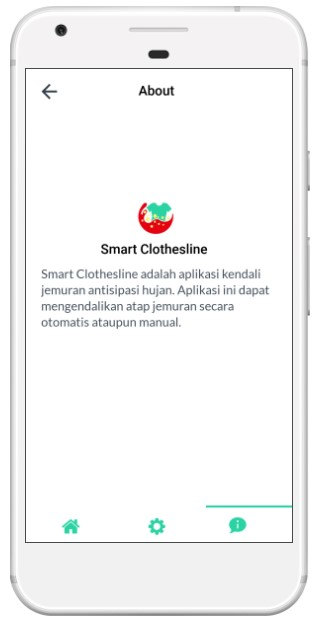 About
Smart Clothesline
Smart Clothesline adalah aplikasi kendali
jemuran antisipasi hujan. Aplikasi ini dapat
mengendalikan atap jemuran secara
otomatis ataupun manual.